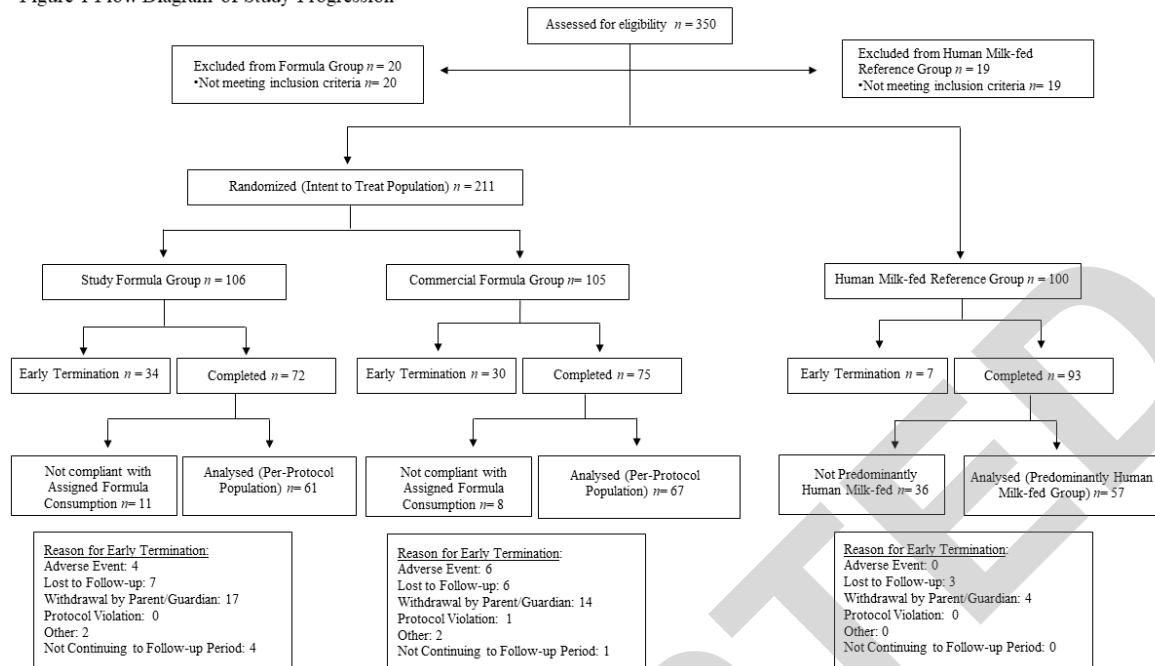 Figure 1 Flow Diagram of Study Progression
Assessed for eligibility n = 350
Excluded from Formula Group n = 20
•Not meeting inclusion criteria n= 20
Excluded from Human Milk-fed
Reference Group n = 19
•Not meeting inclusion criteria n= 19
Randomized (Intent to Treat Population) n = 211
Study Formula Group n = 106
Commercial Formula Group n= 105
Human Milk-fed Reference Group n = 100
Early Termination n = 34
Completed n = 72
Early Termination n = 30
Completed n = 75
Early Termination n = 7
Completed n = 93
Not compliant with
Assigned Formula
Consumption n= 11
Analysed (Per-Protocol
Population) n= 61
Not compliant with
Assigned Formula
Consumption n= 8
Analysed (Per-Protocol
Population) n= 67
Not Predominantly
Human Milk-fed n= 36
Analysed (Predominantly Human
Milk-fed Group) n= 57
Reason for Early Termination:
Adverse Event: 4
Lost to Follow-up: 7
Withdrawal by Parent/Guardian: 17
Protocol Violation: 0
Other: 2
Not Continuing to Follow-up Period: 4
Reason for Early Termination:
Adverse Event: 6
Lost to Follow-up: 6
Withdrawal by Parent/Guardian: 14
Protocol Violation: 1
Other: 2
Not Continuing to Follow-up Period: 1
Reason for Early Termination:
Adverse Event: 0
Lost to Follow-up: 3
Withdrawal by Parent/Guardian: 4
Protocol Violation: 0
Other: 0
Not Continuing to Follow-up Period: 0
TED